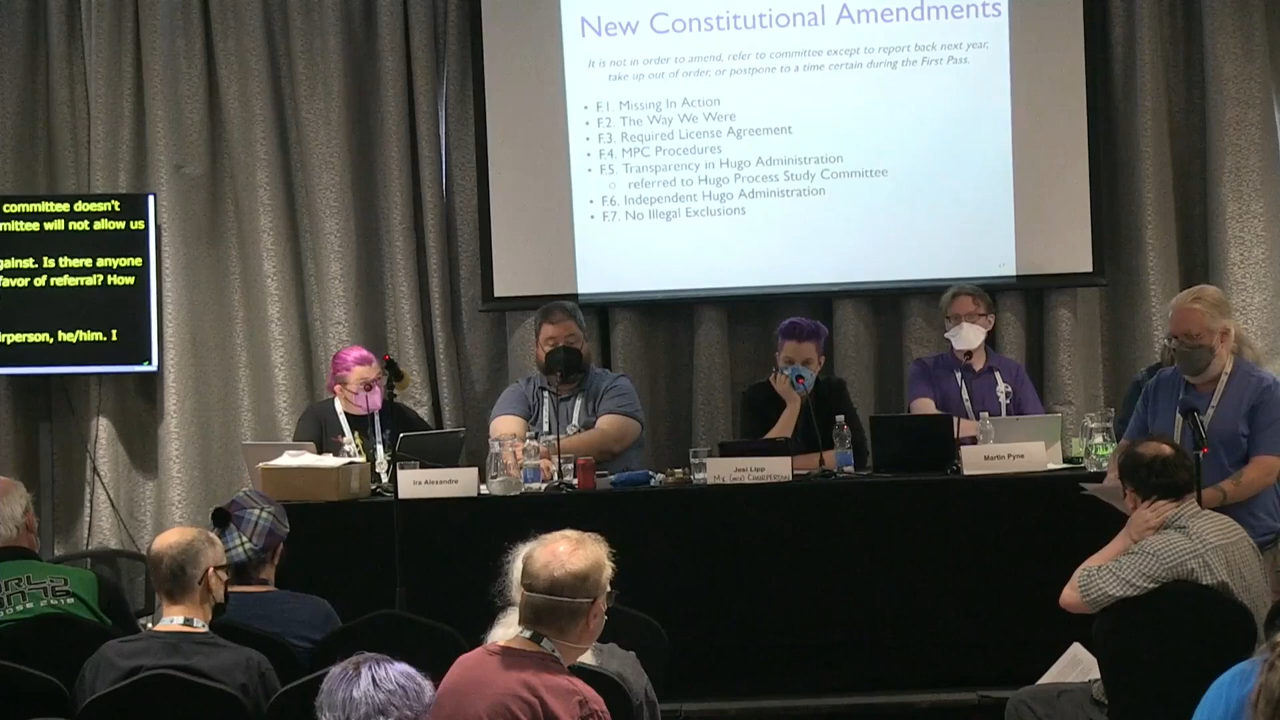 New Constitutional Amendments
It is not in order to amend, refer to committee except to report back next year,
take up out of order, or postpone to a time certain during the First Pass.
• F.1. Missing In Action
• F.2. The Way We Were
• F.3. Required License Agreement
• F.4. MPC Procedures
• F.5. Transparency in Hugo Administration
○ referred to Hugo Process Study Committee
• F.6. Independent Hugo Administration
• F.7. No Illegal Exclusions
committee doesn't
mittee will not allow us
gainst. Is there anyone
favor of referral? How
irperson, he/him. I
Ira Alexandre
Jesi Lipp
CHAIRPERSON
Martin Pyne